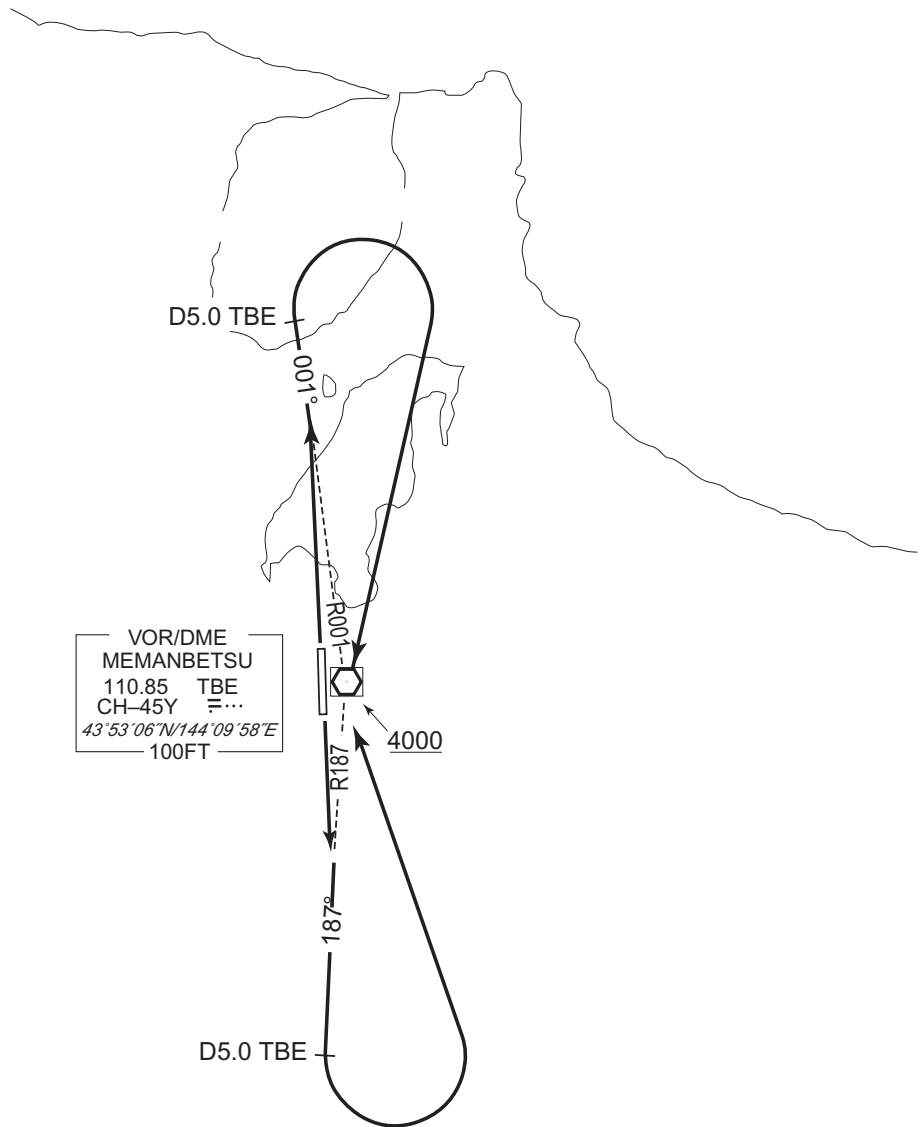 D5.0 TBE
001°
R001
VOR/DME
MEMANBETSU
110.85 TBE
CH–45Y
43°53′06″N/144°09′58″E
100FT
4000
R187
187°
D5.0 TBE